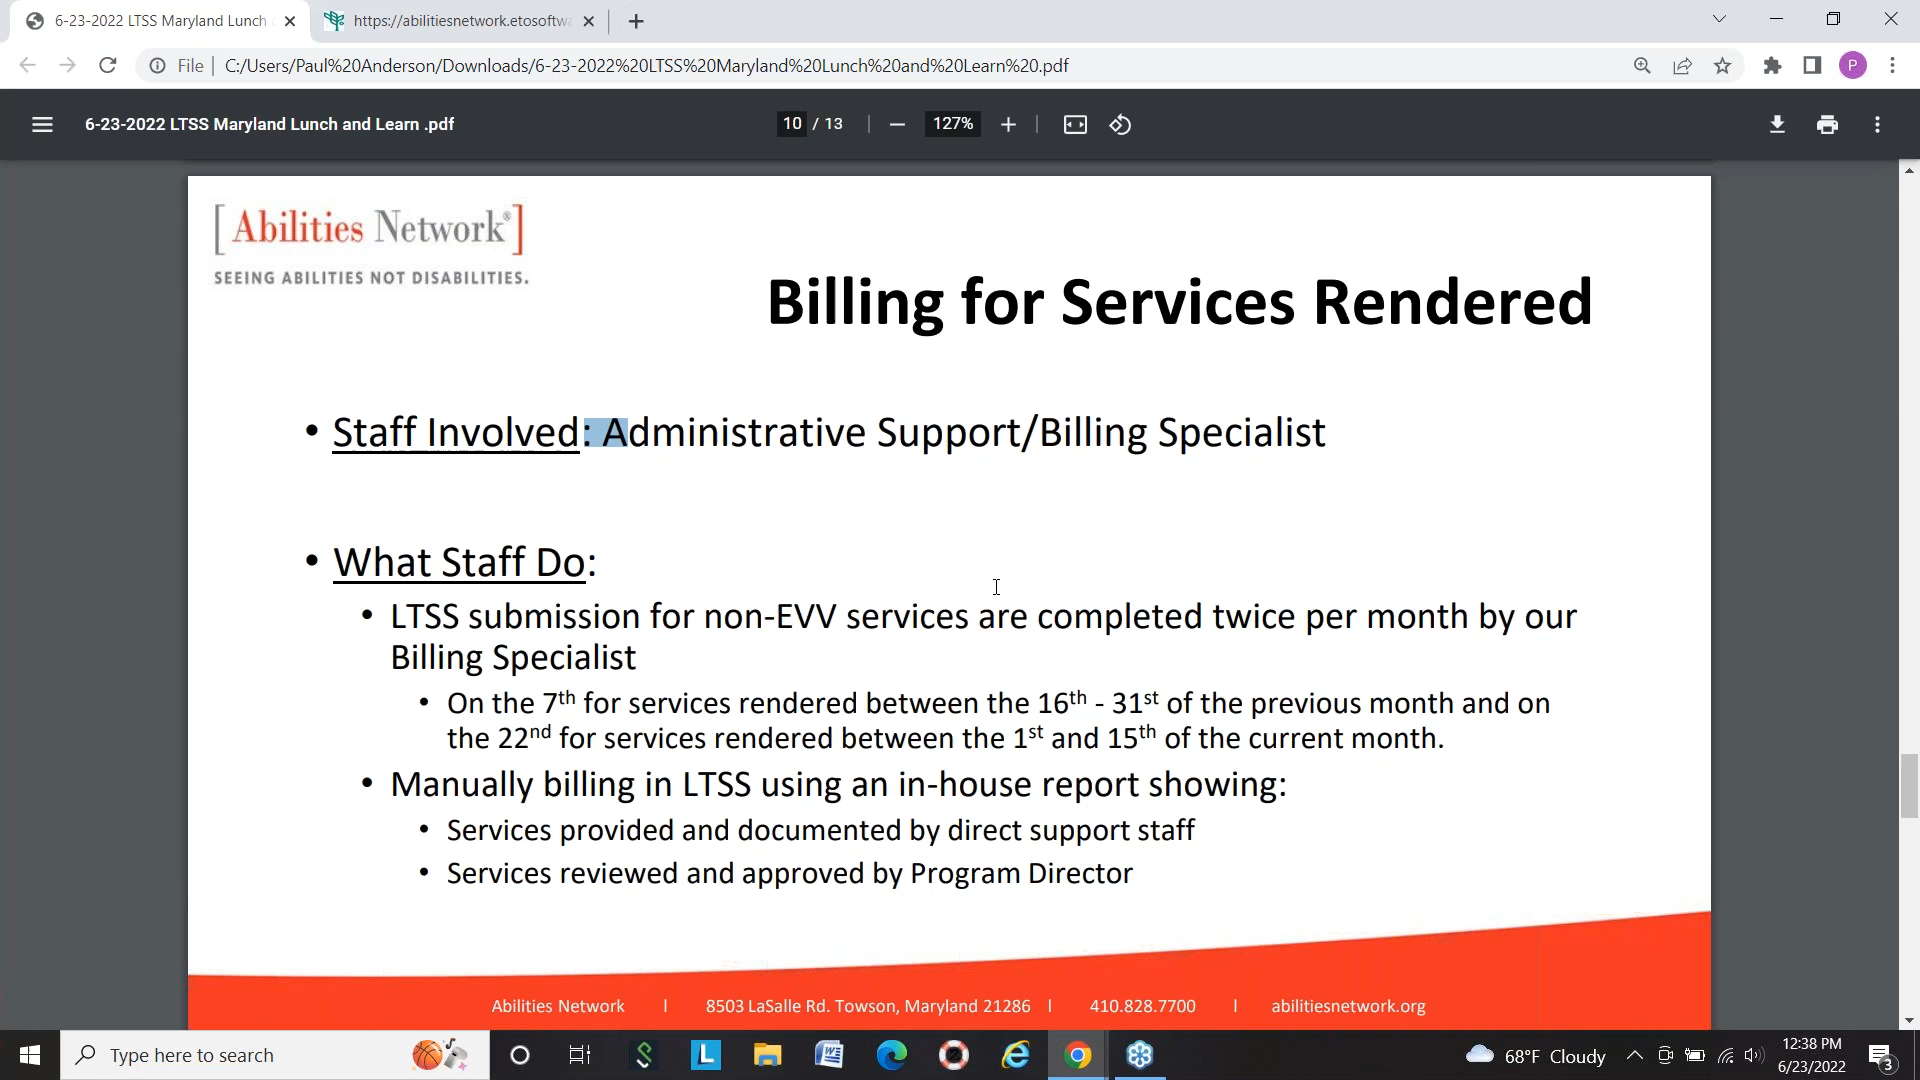 6-23-2022 LTSS Maryland Lunch
https://abilitiesnetwork.etosoftwa
File
C:/Users/Paul%20Anderson/Downloads/6-23-2022%20LTSS%20Maryland%20Lunch%20and%20Learn%20.pdf
P
6-23-2022 LTSS Maryland Lunch and Learn .pdf
10 / 13
127%
[Abilities Network®]
SEEING ABILITIES NOT DISABILITIES.
Billing for Services Rendered
• Staff Involved: Administrative Support/Billing Specialist
• What Staff Do:
• LTSS submission for non-EVV services are completed twice per month by our
Billing Specialist
• On the 7th for services rendered between the 16th - 31st of the previous month and on
the 22nd for services rendered between the 1st and 15th of the current month.
• Manually billing in LTSS using an in-house report showing:
• Services provided and documented by direct support staff
• Services reviewed and approved by Program Director
Abilities Network | 8503 LaSalle Rd. Towson, Maryland 21286 | 410.828.7700 | abilitiesnetwork.org
Type here to search
68°F Cloudy
12:38 PM
6/23/2022
3